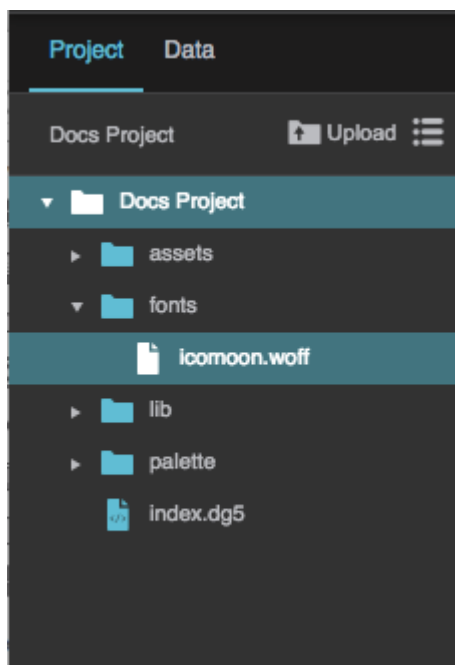 Project Data
Docs Project Upload
Docs Project
assets
fonts
icomoon.woff
lib
palette
index.dg5